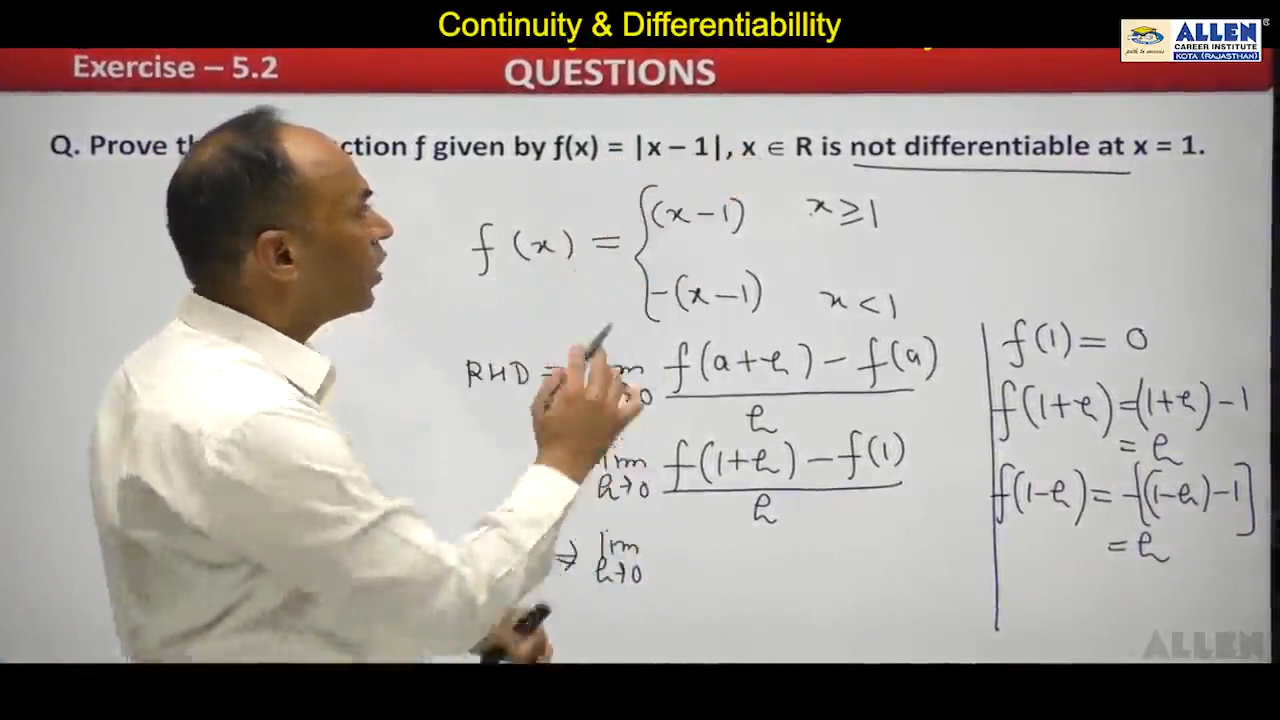 Continuity & Differentiabillity
ALLEN
CAREER INSTITUTE
KOTA (RAJASTHAN)
Exercise – 5.2
QUESTIONS
Q. Prove ction f given by f(x) = |x – 1|, x ∈ R is not differentiable at x = 1.
f(x) = { (x-1) x ≥ 1
-(x-1) x < 1
RHD = f(a+h) - f(a)
h
lim h→0 f(1+h) - f(1)
h
⇒ lim h→0
f(1) = 0
f(1+h) = (1+h) - 1
= h
f(1-h) = -[(1-h) - 1]
= h
ALLEN